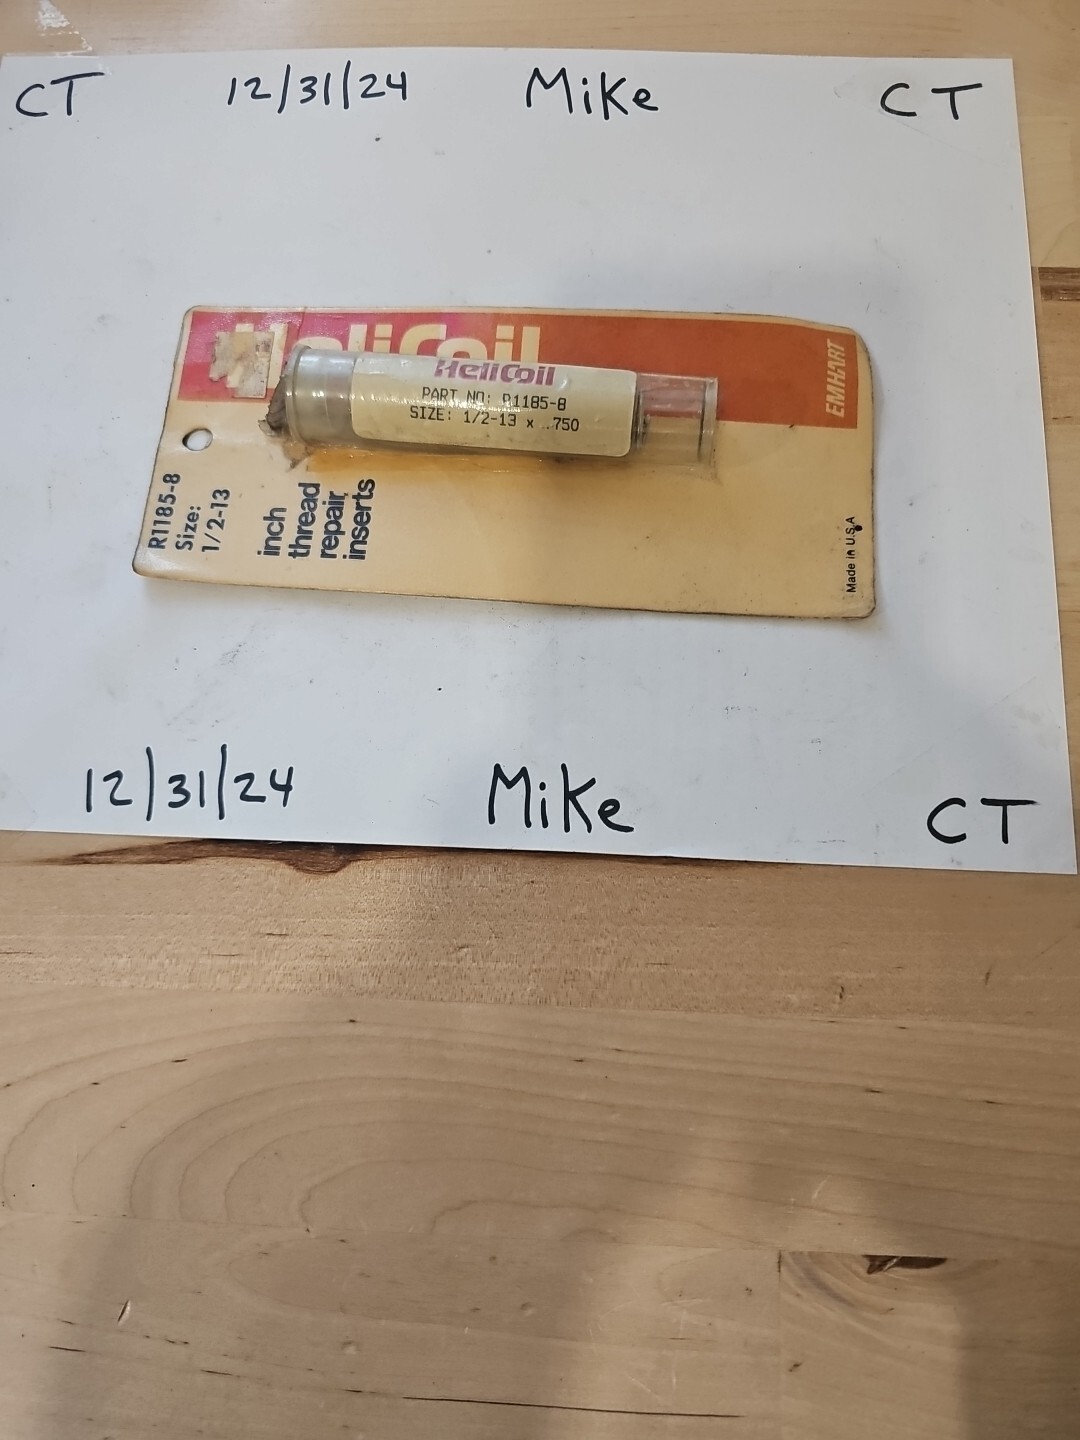 CT 12/31/24 Mike CT
HeliCoil
EMHART
HeliCoil
PART NO: R1185-8
SIZE: 1/2-13 x .750
R1185-8
Size:
1/2-13
inch
thread
repair
inserts
Made in U.S.A
12/31/24 Mike CT